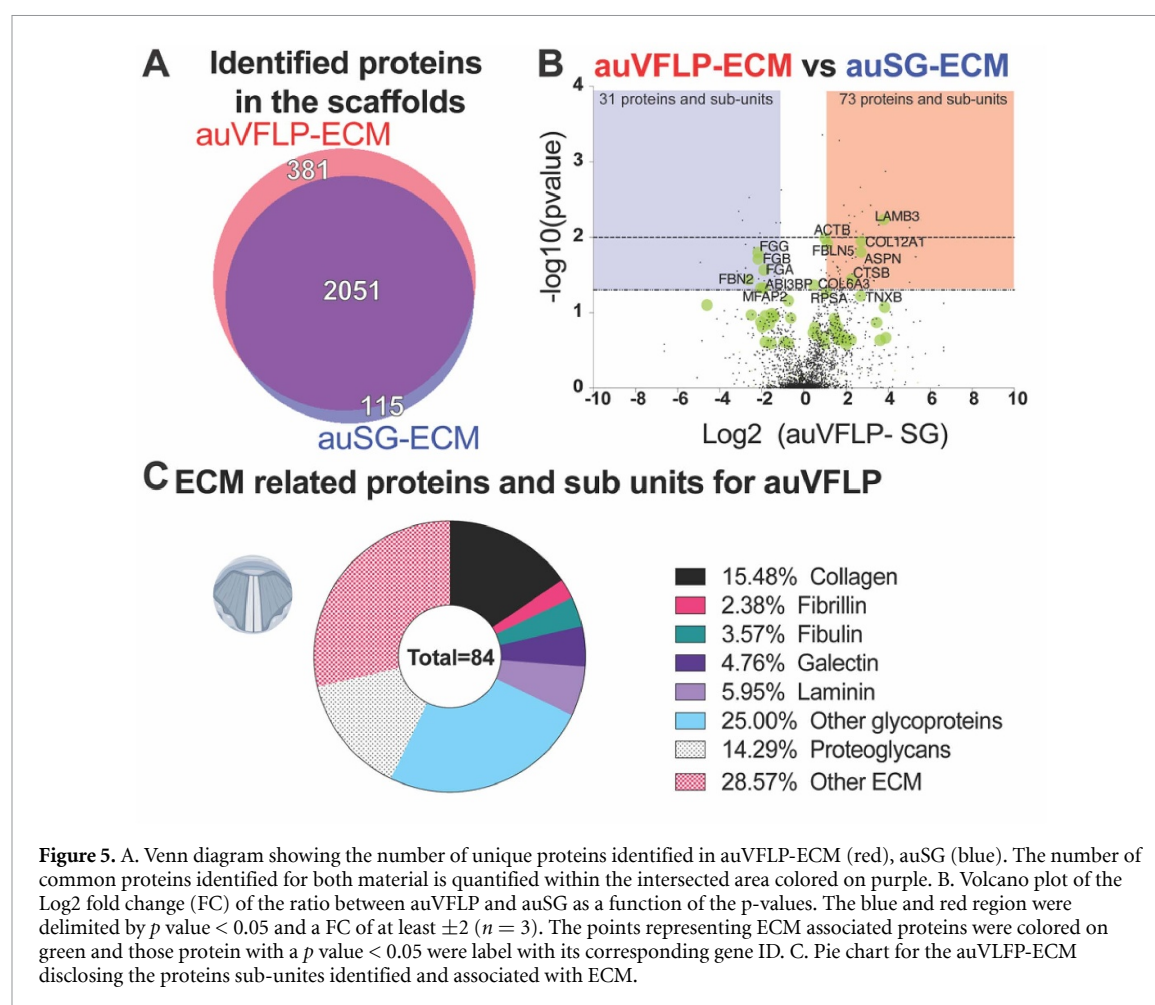 A Identified proteins
in the scaffolds
auVFLP-ECM
381
2051
115
auSG-ECM
B auVFLP-ECM vs auSG-ECM
31 proteins and sub-units
73 proteins and sub-units
-log10(pvalue)
4
3
2
1
0
LAMB3
ACTB
COL12A1
FBLN5
ASPN
FGG
FGB
FGA
CTSB
FBN2
ABI3BP
COL6A3
MFAP2
RPSA
TNXB
-10 -8 -6 -4 -2 0 2 4 6 8 10
Log2 (auVFLP- SG)
C ECM related proteins and sub units for auVFLP
Total=84
15.48% Collagen
2.38% Fibrillin
3.57% Fibulin
4.76% Galectin
5.95% Laminin
25.00% Other glycoproteins
14.29% Proteoglycans
28.57% Other ECM
Figure 5. A. Venn diagram showing the number of unique proteins identified in auVFLP-ECM (red), auSG (blue). The number of
common proteins identified for both material is quantified within the intersected area colored on purple. B. Volcano plot of the
Log2 fold change (FC) of the ratio between auVFLP and auSG as a function of the p-values. The blue and red region were
delimited by p value < 0.05 and a FC of at least ±2 (n = 3). The points representing ECM associated proteins were colored on
green and those protein with a p value < 0.05 were label with its corresponding gene ID. C. Pie chart for the auVLFP-ECM
disclosing the proteins sub-unites identified and associated with ECM.